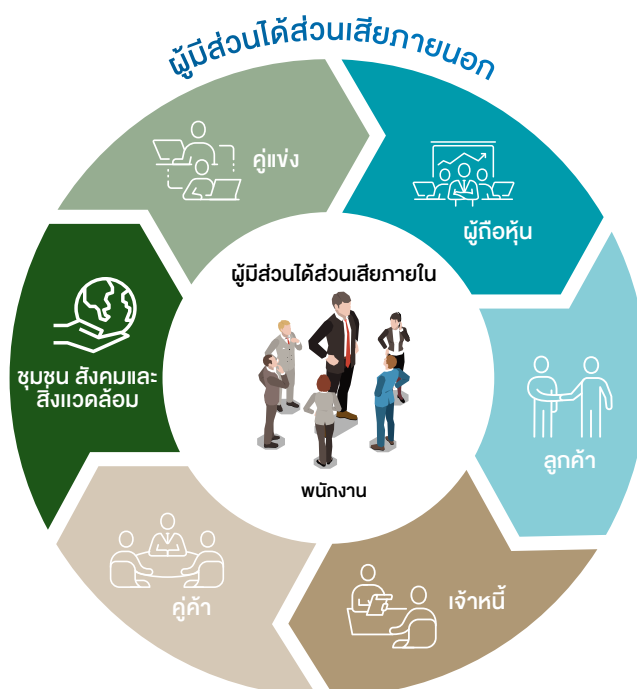 ผู้มีส่วนได้ส่วนเสียภายนอก
คู่แข่ง
ผู้ถือหุ้น
ผู้มีส่วนได้ส่วนเสียภายใน
ชุมชน สังคมและ
สิ่งแวดล้อม
ลูกค้า
พนักงาน
เจ้าหนี้
คู่ค้า